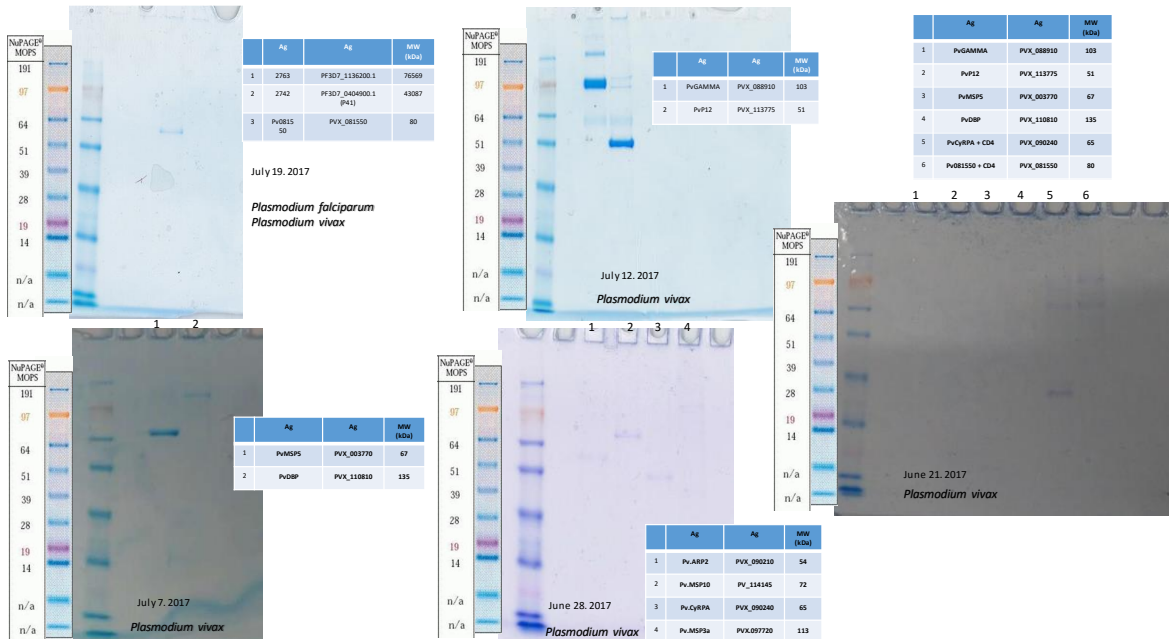 NuPAGE®
MOPS
191
97
64
51
39
28
19
14
n/a
n/a
Ag Ag MW
(kDa)
1 2763 PF3D7_1136200.1 76569
2 2742 PF3D7_0404900.1
(P41) 43087
3 Pv0815
50 PVX_081550 80
July 19. 2017
Plasmodium falciparum
Plasmodium vivax
NuPAGE®
MOPS
191
97
64
51
39
28
19
14
n/a
n/a
Ag Ag MW
(kDa)
1 PvGAMMA PVX_088910 103
2 PvP12 PVX_113775 51
July 12. 2017
Plasmodium vivax
Ag Ag MW
(kDa)
1 PvGAMMA PVX_088910 103
2 PvP12 PVX_113775 51
3 PvMSP5 PVX_003770 67
4 PvDBP PVX_110810 135
5 PvCyRPA + CD4 PVX_090240 65
6 Pv081550 + CD4 PVX_081550 80
1 2 3 4 5 6
NuPAGE®
MOPS
191
97
64
51
39
28
19
14
n/a
n/a
June 21. 2017
Plasmodium vivax
1 2
NuPAGE®
MOPS
191
97
64
51
39
28
19
14
n/a
n/a
Ag Ag MW
(kDa)
1 PvMSP5 PVX_003770 67
2 PvDBP PVX_110810 135
July 7. 2017
Plasmodium vivax
1 2 3 4
NuPAGE®
MOPS
191
97
64
51
39
28
19
14
n/a
n/a
June 28. 2017
Plasmodium vivax
Ag Ag MW
(kDa)
1 Pv.ARP2 PVX_090210 54
2 Pv.MSP10 PV_114145 72
3 Pv.CyRPA PVX_090240 65
4 Pv.MSP3a PVX.097720 113